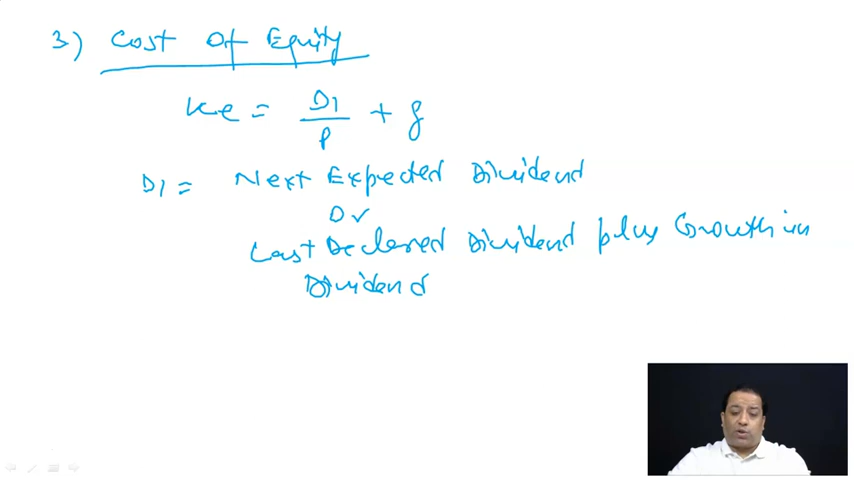 3) Cost Of Equity
Ke = D1/P + g
D1 = Next Expected Dividend
Or
Last Declared Dividend plus Growth in
Dividend